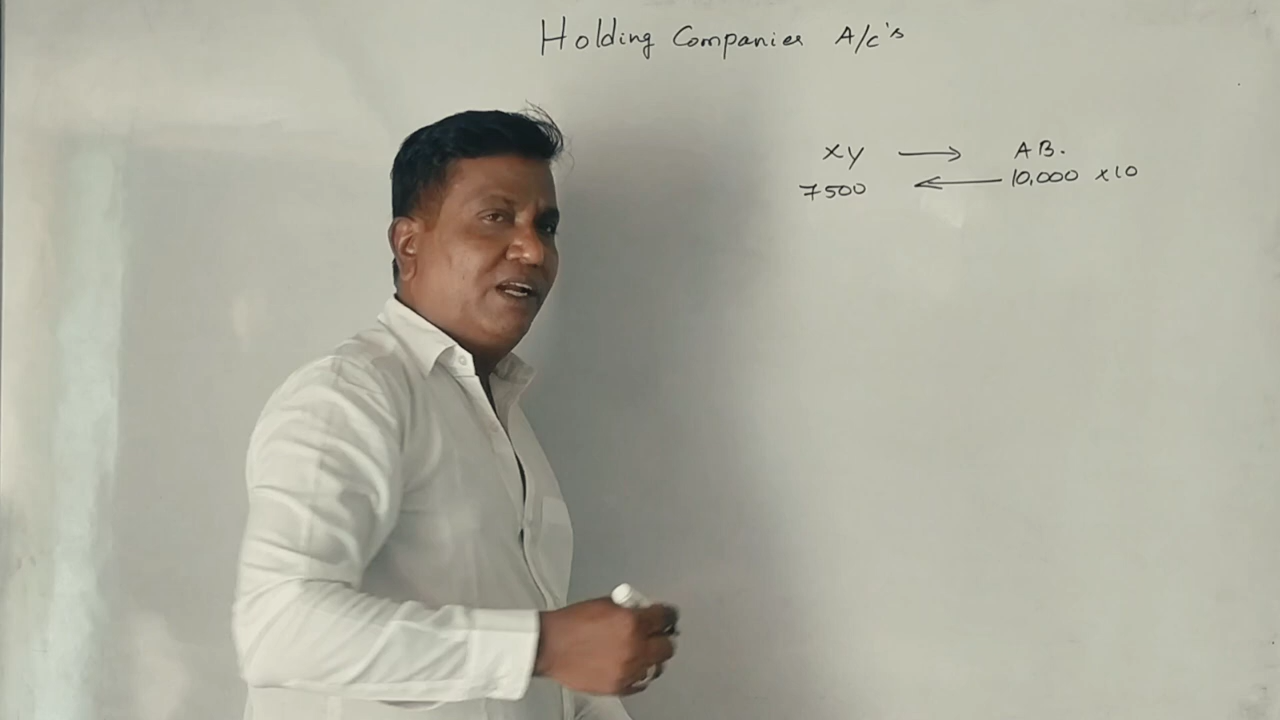 Holding Companies A/c's
XY → AB.
7500 ← 10,000 x10